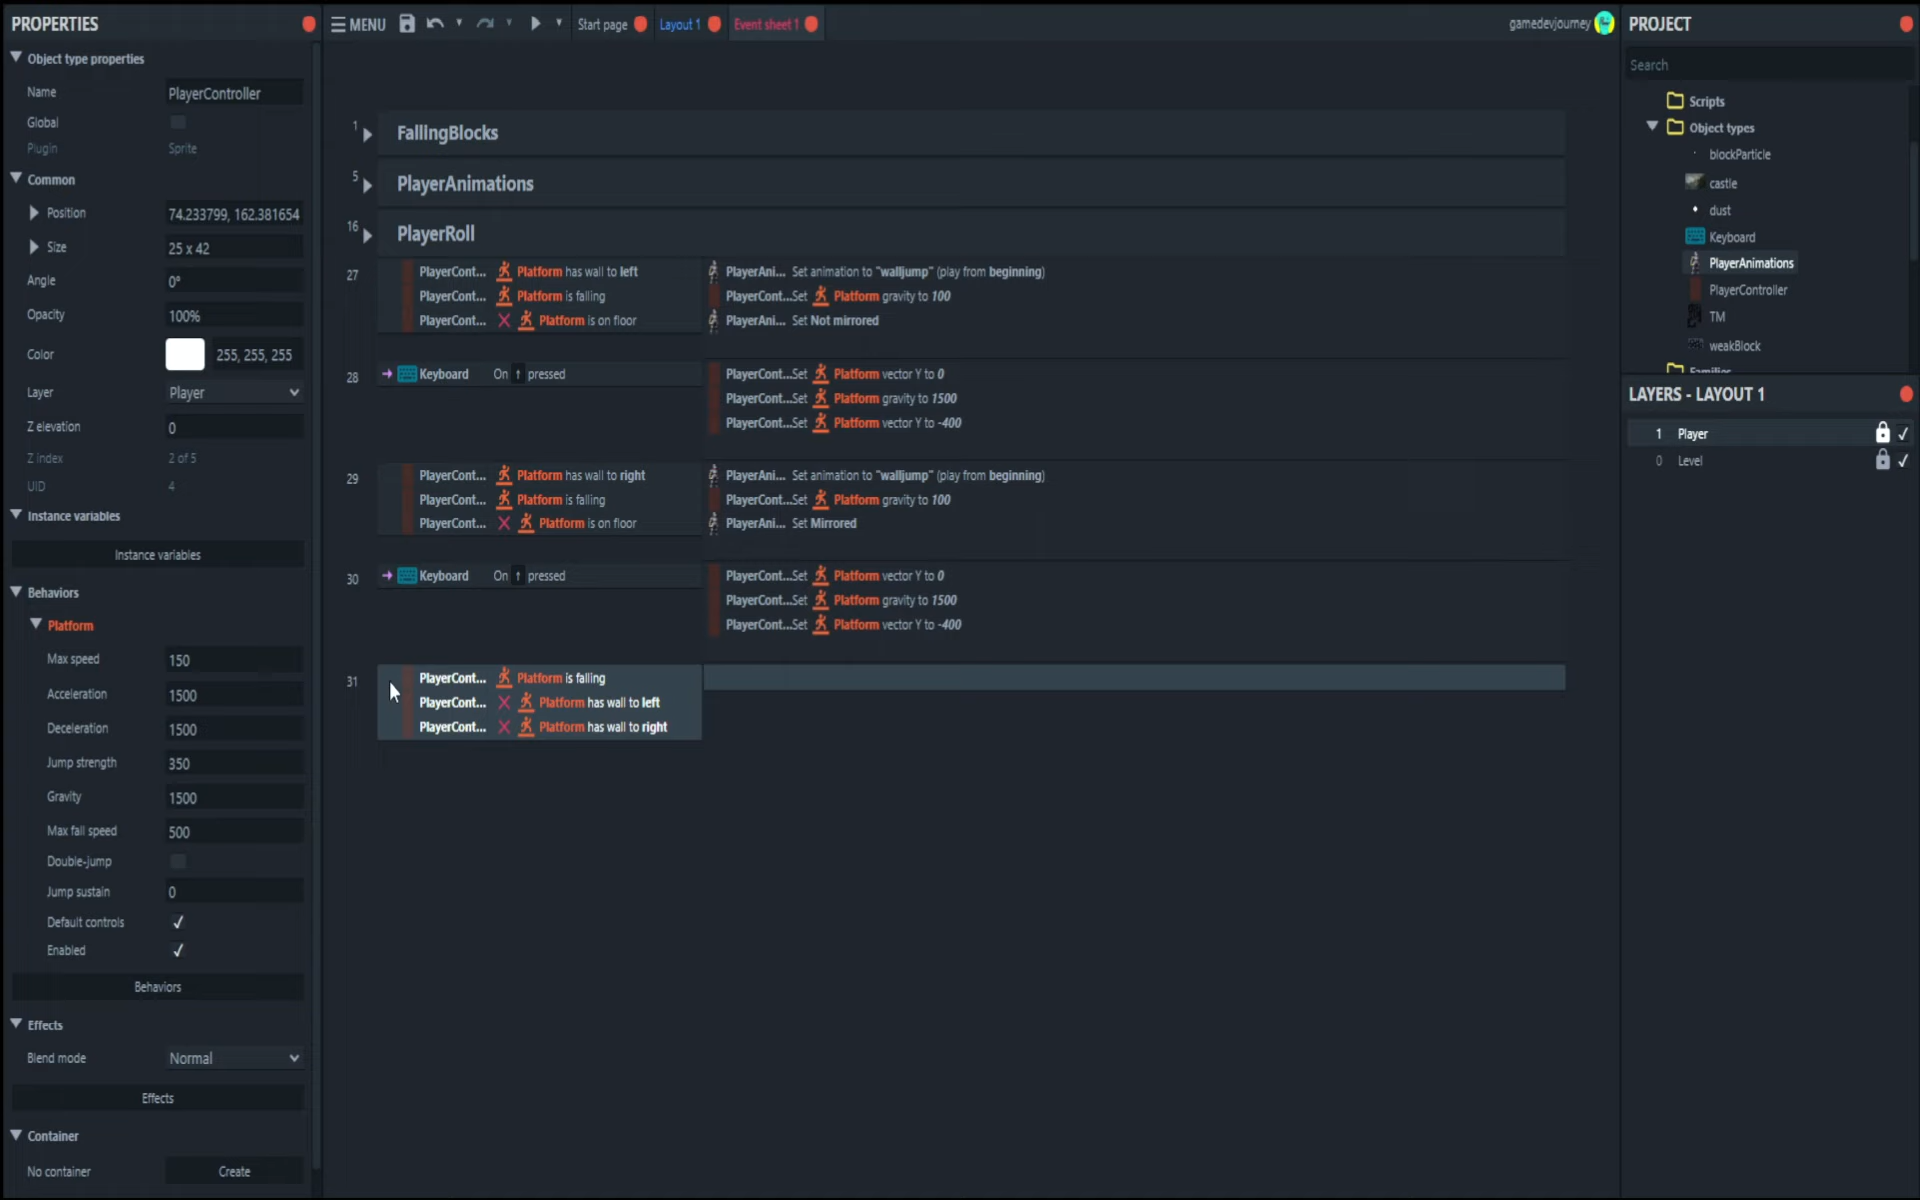 PROPERTIES
Object type properties
Name PlayerController
Global
Plugin Sprite
Common
Position 74.233799, 162.381654
Size 25 x 42
Angle 0°
Opacity 100%
Color 255, 255, 255
Layer Player
Z elevation 0
Z index 2 of 5
UID 4
Instance variables
Instance variables
Behaviors
Platform
Max speed 150
Acceleration 1500
Deceleration 1500
Jump strength 350
Gravity 1500
Max fall speed 500
Double-jump
Jump sustain 0
Default controls
Enabled
Behaviors
Effects
Blend mode Normal
Effects
Container
No container Create
MENU Start page Layout 1 Event sheet 1 gamedevjourney
1 FallingBlocks
5 PlayerAnimations
16 PlayerRoll
27 PlayerCont... Platform has wall to left PlayerAni... Set animation to "walljump" (play from beginning)
PlayerCont... Platform is falling PlayerCont...Set Platform gravity to 100
PlayerCont... Platform is on floor PlayerAni... Set Not mirrored
28 Keyboard On ↑ pressed PlayerCont...Set Platform vector Y to 0
PlayerCont...Set Platform gravity to 1500
PlayerCont...Set Platform vector Y to -400
29 PlayerCont... Platform has wall to right PlayerAni... Set animation to "walljump" (play from beginning)
PlayerCont... Platform is falling PlayerCont...Set Platform gravity to 100
PlayerCont... Platform is on floor PlayerAni... Set Mirrored
30 Keyboard On ↑ pressed PlayerCont...Set Platform vector Y to 0
PlayerCont...Set Platform gravity to 1500
PlayerCont...Set Platform vector Y to -400
31 PlayerCont... Platform is falling
PlayerCont... Platform has wall to left
PlayerCont... Platform has wall to right
PROJECT
Search
Scripts
Object types
blockParticle
castle
dust
Keyboard
PlayerAnimations
PlayerController
TM
weakBlock
Families
LAYERS - LAYOUT 1
1 Player
0 Level